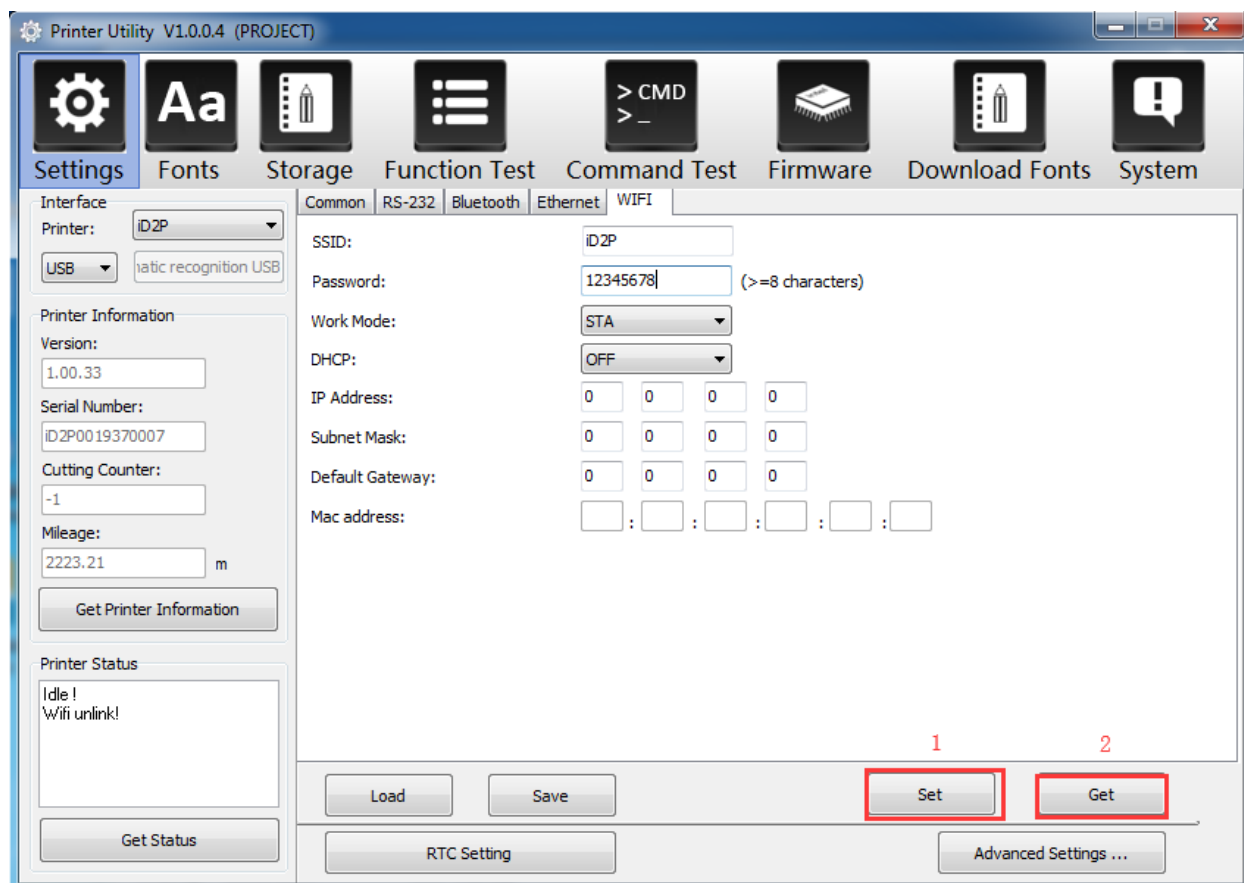 Printer Utility V1.0.0.4 (PROJECT)
Aa
> CMD
>_
Settings Fonts Storage Function Test Command Test Firmware Download Fonts System
Interface
Printer: iD2P
USB natic recognition USB
Printer Information
Version:
1.00.33
Serial Number:
iD2P0019370007
Cutting Counter:
-1
Mileage:
2223.21 m
Get Printer Information
Printer Status
Idle !
Wifi unlink!
Get Status
Common RS-232 Bluetooth Ethernet WIFI
SSID: iD2P
Password: 12345678 (>=8 characters)
Work Mode: STA
DHCP: OFF
IP Address: 0 0 0 0
Subnet Mask: 0 0 0 0
Default Gateway: 0 0 0 0
Mac address: : : : : :
1 2
Load Save Set Get
RTC Setting Advanced Settings ...